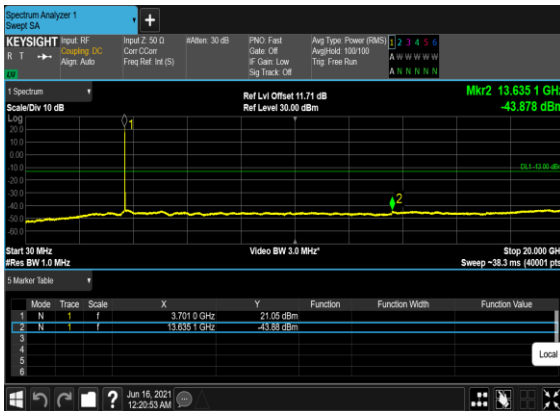 Spectrum Analyzer 1
Swept SA
+
KEYSIGHT Input: RF Input Z: 50 Ω #Atten: 30 dB PNO: Fast Avg Type: Power (RMS) 1 2 3 4 5 6
R T Coupling: DC Corr CCorr Gate: Off Avg|Hold: 100/100 A W W W W W
Align: Auto Freq Ref: Int (S) IF Gain: Low Trig: Free Run
Sig Track: Off A N N N N N
1 Spectrum
Scale/Div 10 dB
Ref Lvl Offset 11.71 dB
Ref Level 30.00 dBm
Mkr2 13.635 1 GHz
-43.878 dBm
Log
20.0
10.0
0.00
-10.0
-20.0
-30.0
-40.0
-50.0
-60.0
1
2
DL1 -13.00 dBm
Start 30 MHz Video BW 3.0 MHz* Stop 20.000 GH
#Res BW 1.0 MHz Sweep ~38.3 ms (40001 pts
5 Marker Table
Mode Trace Scale X Y Function Function Width Function Value
1 N 1 f 3.701 0 GHz 21.05 dBm
2 N 1 f 13.635 1 GHz -43.88 dBm
3
4
5
6
Local
?
Jun 16, 2021
12:20:53 AM